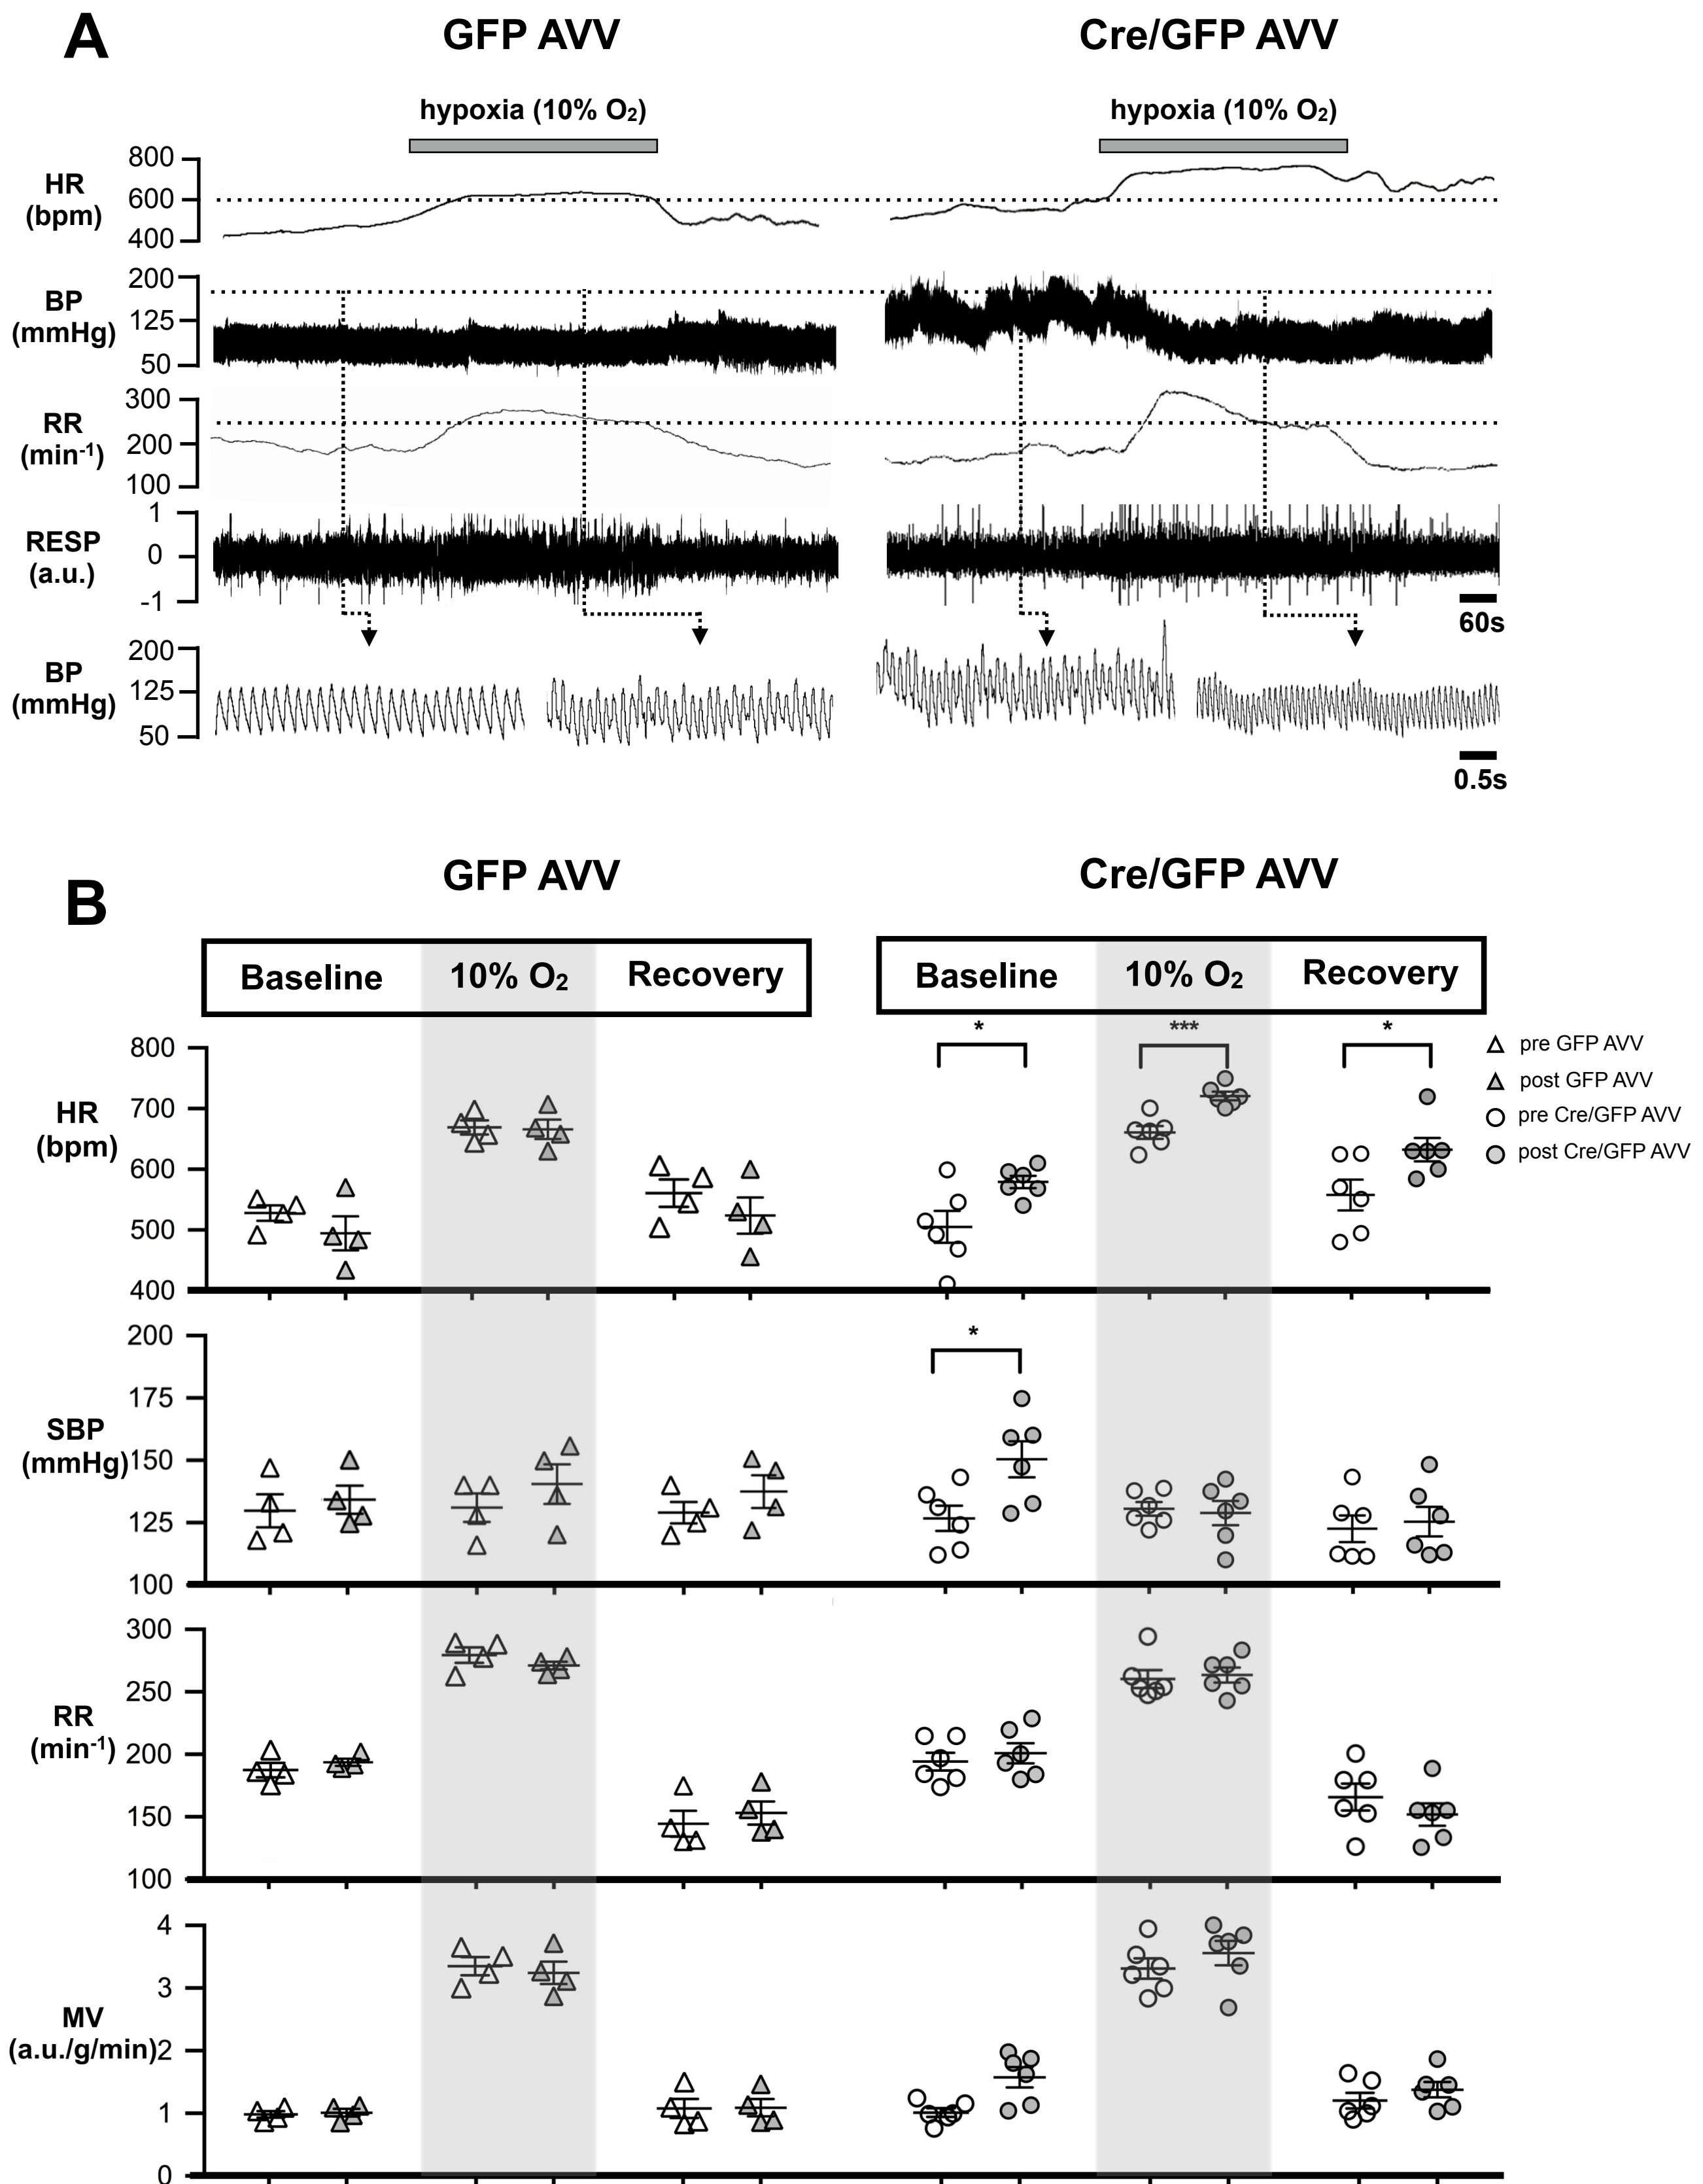 A
GFP AVV
Cre/GFP AVV
hypoxia (10% O2)
hypoxia (10% O2)
HR
(bpm)
800
600
400
BP
(mmHg)
200
125
50
RR
(min-1)
300
200
100
RESP
(a.u.)
1
0
-1
60s
BP
(mmHg)
200
125
50
0.5s
B
GFP AVV
Cre/GFP AVV
Baseline
10% O2
Recovery
Baseline
10% O2
Recovery
* *** *
HR
(bpm)
800
700
600
500
400
pre GFP AVV
post GFP AVV
pre Cre/GFP AVV
post Cre/GFP AVV
*
SBP
(mmHg)
200
175
150
125
100
RR
(min-1)
300
250
200
150
100
MV
(a.u./g/min)
4
3
2
1
0